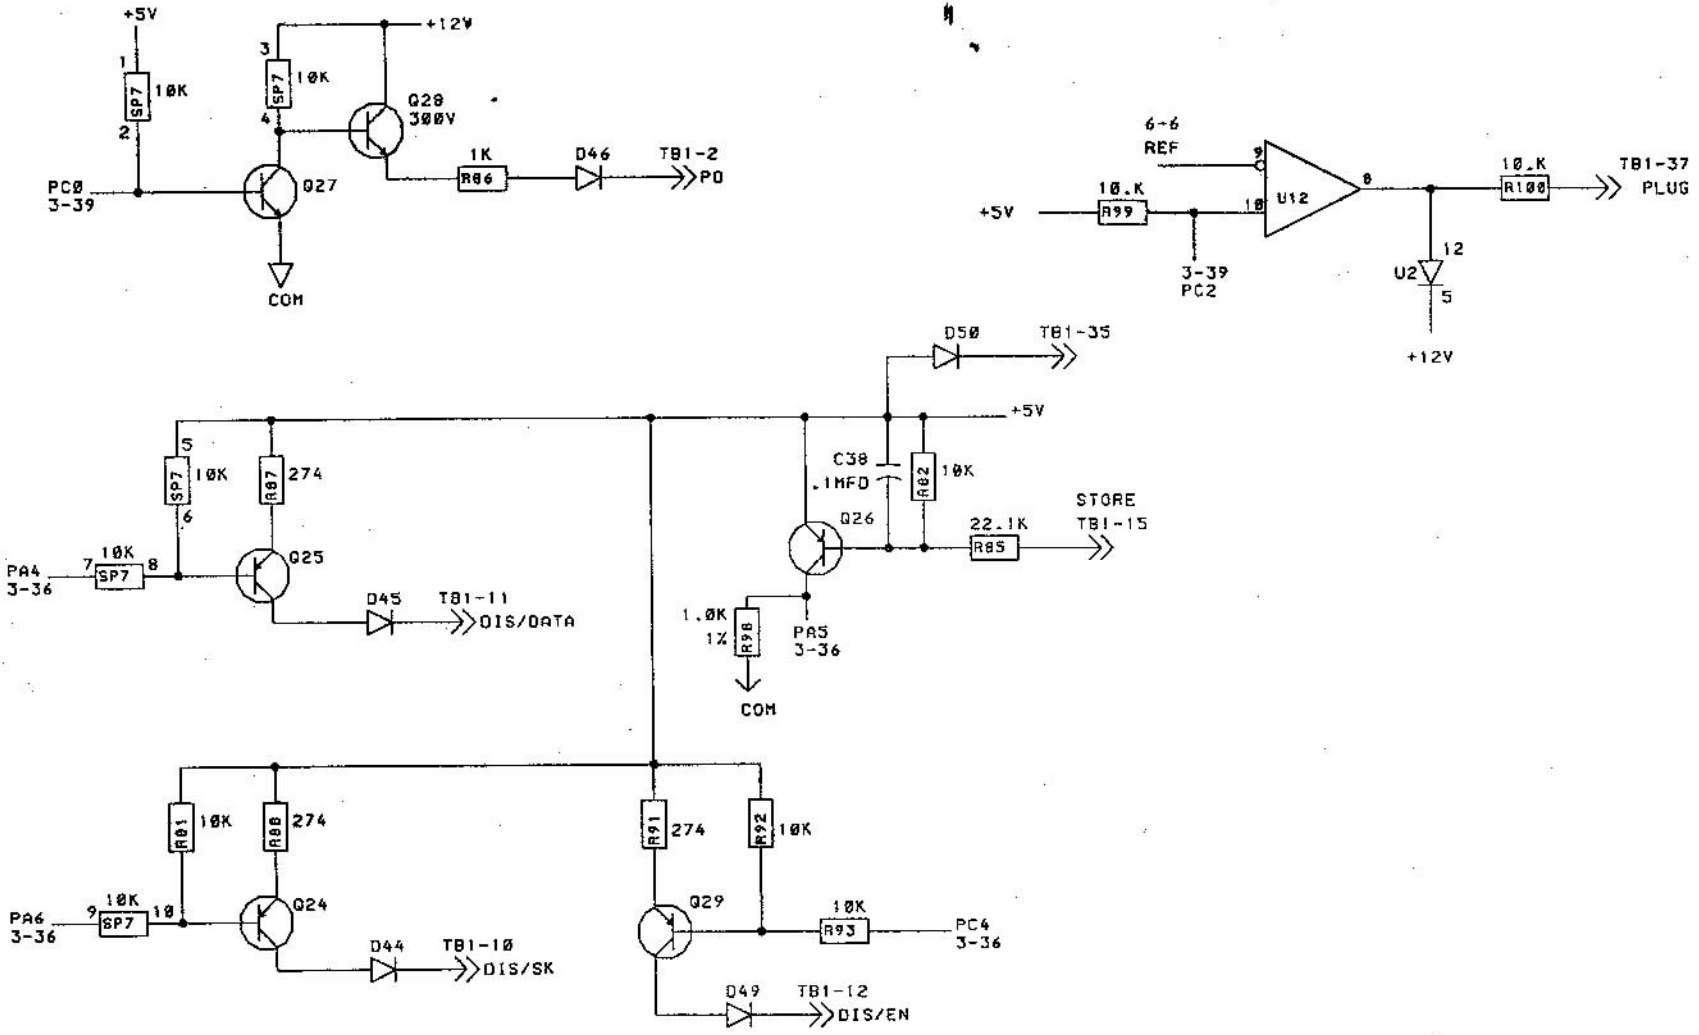 +5V
1
SP7
10K
2
PC0
3-39
3
SP7
10K
4
+12V
Q28
300V
Q27
COM
1K
R86
D46
TB1-2
PO
6-6
REF
9
10
U12
8
+5V
10.K
R99
3-39
PC2
10.K
R100
TB1-37
PLUG
12
U2
5
+12V
D50
TB1-35
+5V
5
SP7
10K
6
R87
274
PA4
3-36
7
10K
SP7
8
Q25
D45
TB1-11
DIS/DATA
C38
.1MFD
R82
10K
Q26
22.1K
R85
STORE
TB1-15
1.0K
1%
R98
PA5
3-36
COM
R81
10K
R88
274
PA6
3-36
9
10K
SP7
10
Q24
D44
TB1-10
DIS/SK
R91
274
R92
10K
Q29
10K
R93
PC4
3-36
D49
TB1-12
DIS/EN